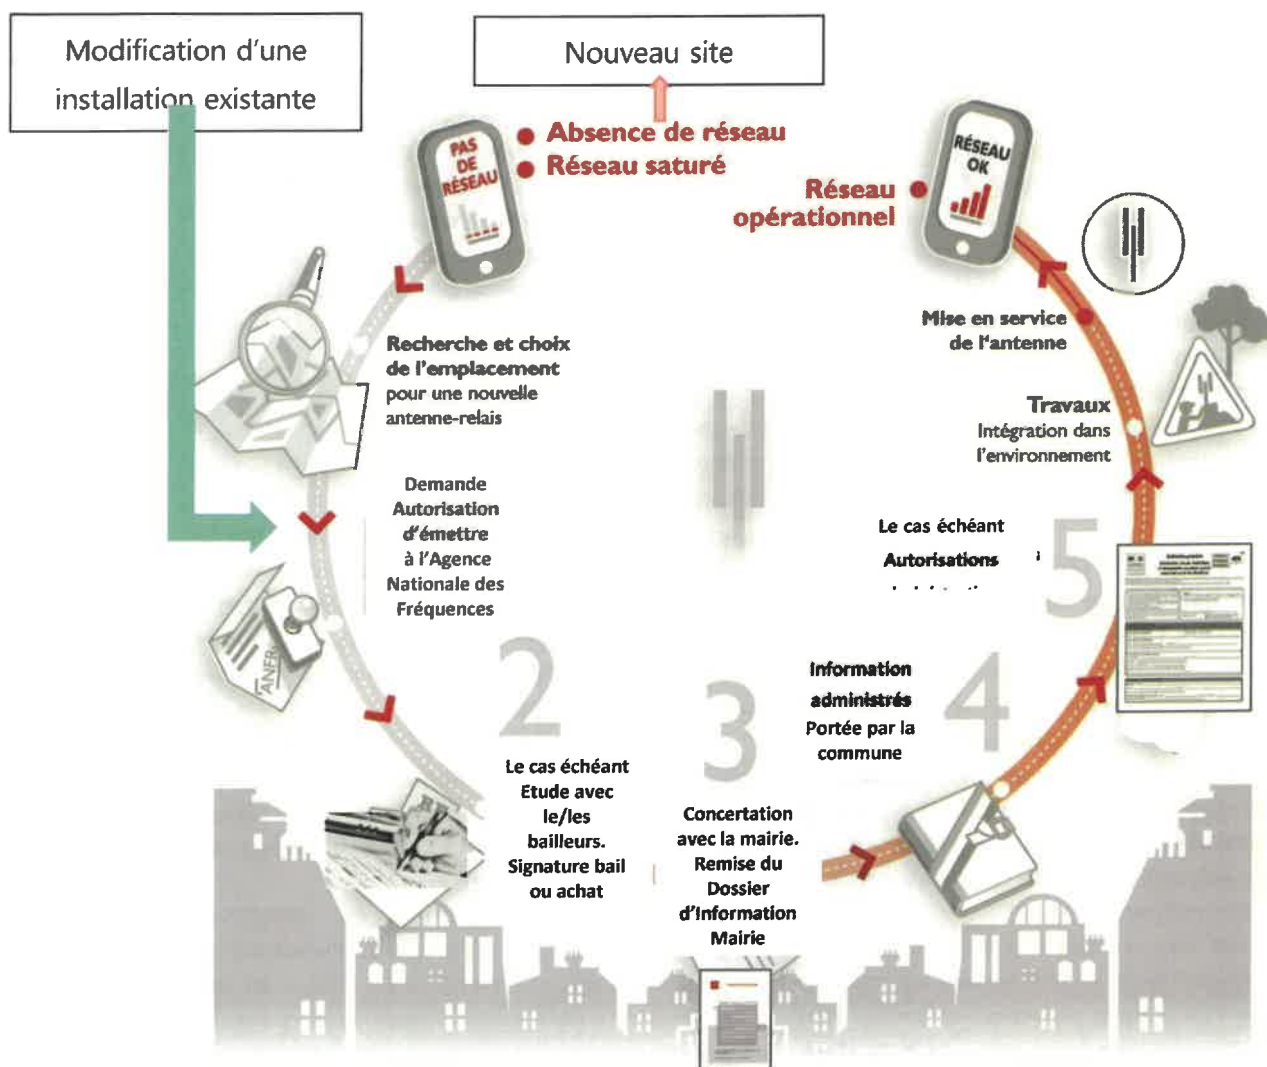 Modification d'une
installation existante
Nouveau site
Absence de réseau
Réseau saturé
PAS
DE
RÉSEAU
RÉSEAU
OK
Réseau
opérationnel
Recherche et choix
de l'emplacement
pour une nouvelle
antenne-relais
Demande
Autorisation
d'émettre
à l'Agence
Nationale des
Fréquences
ANFR
2
Le cas échéant
Etude avec
le/les
bailleurs.
Signature bail
ou achat
3
Concertation
avec la mairie.
Remise du
Dossier
d'Information
Mairie
4
Information
administrés
Portée par la
commune
5
Le cas échéant
Autorisations
Travaux
Intégration dans
l'environnement
Mise en service
de l'antenne